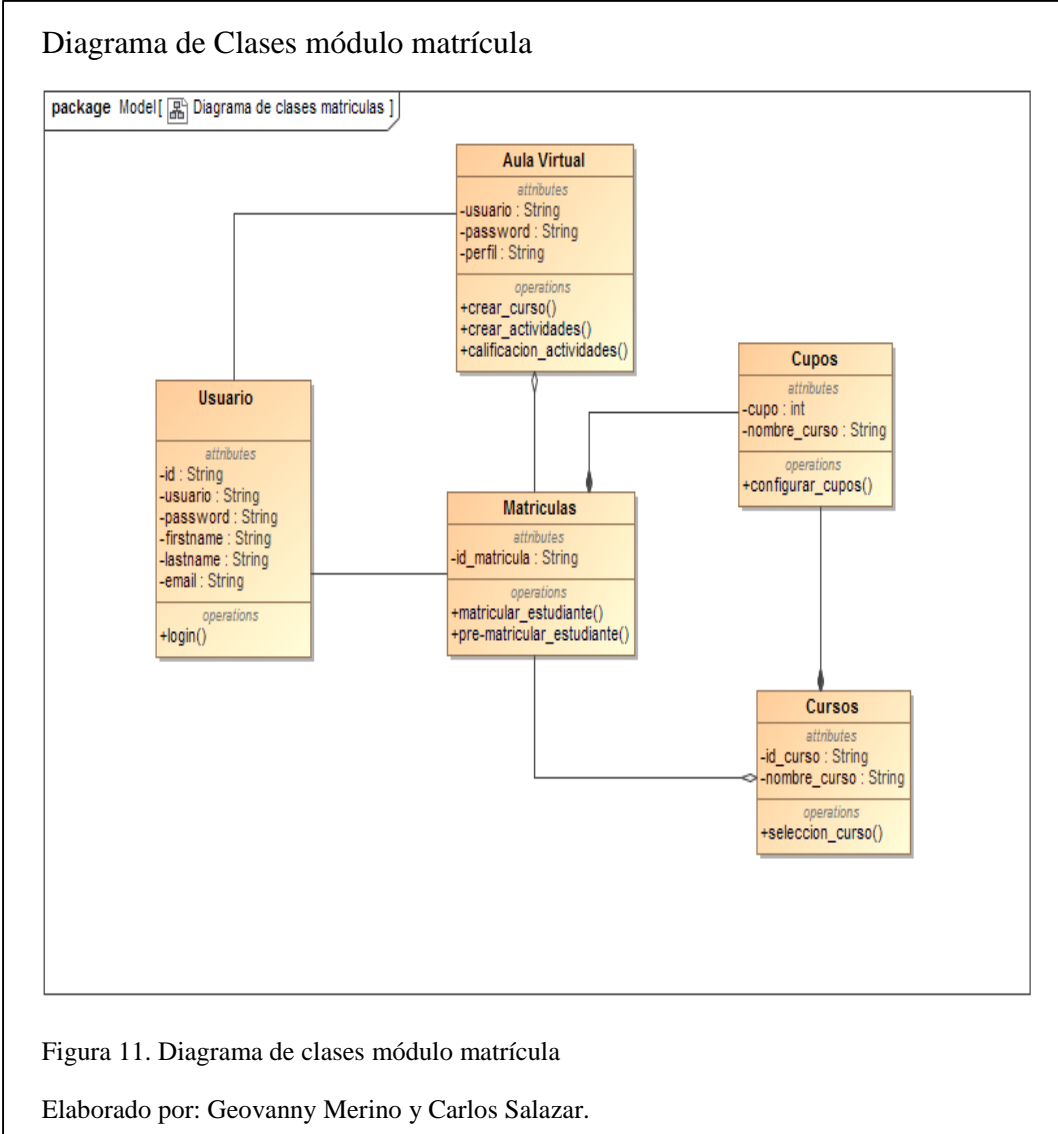 Diagrama de Clases módulo matrícula
package Model[ Diagrama de clases matriculas ]
Aula Virtual
attributes
-usuario : String
-password : String
-perfil : String
operations
+crear_curso()
+crear_actividades()
+calificacion_actividades()
Cupos
attributes
-cupo : int
-nombre_curso : String
operations
+configurar_cupos()
Usuario
attributes
-id : String
-usuario : String
-password : String
-firstname : String
-lastname : String
-email : String
operations
+login()
Matriculas
attributes
-id_matricula : String
operations
+matricular_estudiante()
+pre-matricular_estudiante()
Cursos
attributes
-id_curso : String
-nombre_curso : String
operations
+seleccion_curso()
Figura 11. Diagrama de clases módulo matrícula
Elaborado por: Geovanny Merino y Carlos Salazar.